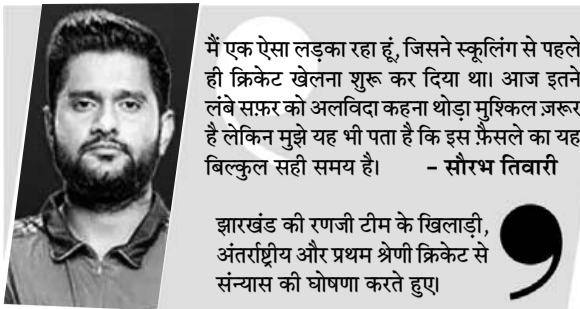 मैं एक ऐसा लड़का रहा हूं, जिसने स्कूलिंग से पहले
ही क्रिकेट खेलना शुरू कर दिया था। आज इतने
लंबे सफ़र को अलविदा कहना थोड़ा मुश्किल ज़रूर
है लेकिन मुझे यह भी पता है कि इस फ़ैसले का यह
बिल्कुल सही समय है। – सौरभ तिवारी
झारखंड की रणजी टीम के खिलाड़ी,
अंतर्राष्ट्रीय और प्रथम श्रेणी क्रिकेट से
संन्यास की घोषणा करते हुए।